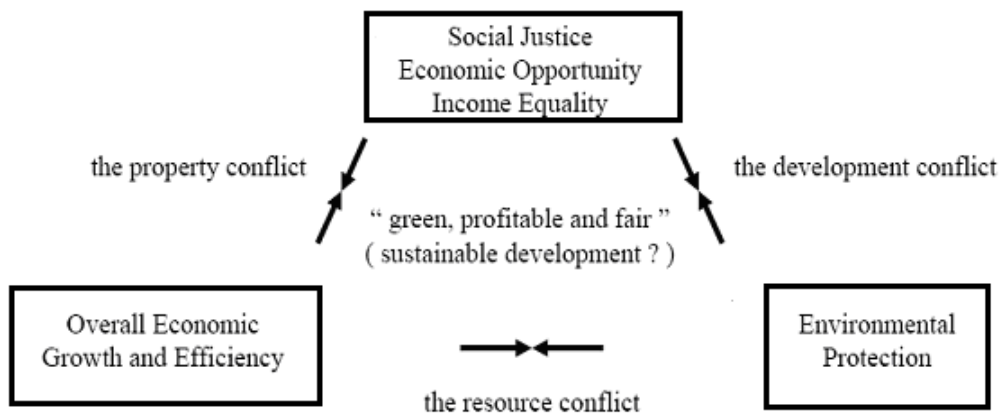 Social Justice
Economic Opportunity
Income Equality
the property conflict
the development conflict
“ green, profitable and fair ”
( sustainable development ? )
Overall Economic
Growth and Efficiency
Environmental
Protection
the resource conflict